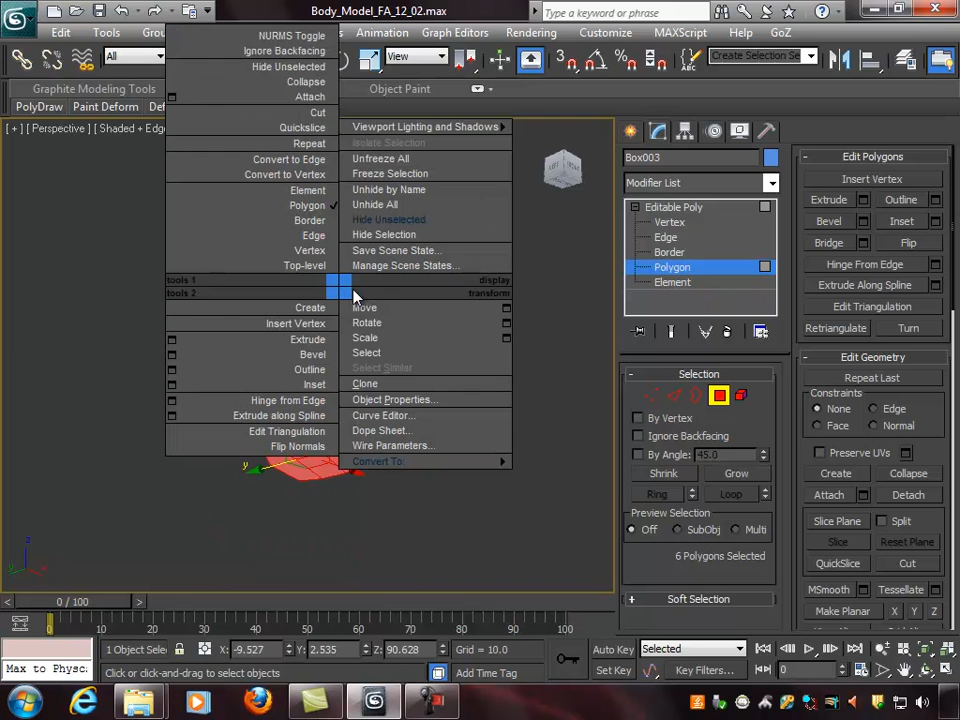 Body_Model_FA_12_02.max
Type a keyword or phrase
Edit Tools Animation Graph Editors Rendering Customize MAXScript Help GoZ
All View Create Selection Se
Graphite Modeling Tools Object Paint
PolyDraw Paint Deform
[ + ] [ Perspective ] [ Shaded + Edge
NURMS Toggle
Ignore Backfacing
Hide Unselected
Collapse
Attach
Cut
Quickslice
Repeat
Convert to Edge
Convert to Vertex
Element
Polygon
Border
Edge
Vertex
Top-level
tools 1
tools 2
Create
Insert Vertex
Extrude
Bevel
Outline
Inset
Hinge from Edge
Extrude along Spline
Edit Triangulation
Flip Normals
Viewport Lighting and Shadows
Isolate Selection
Unfreeze All
Freeze Selection
Unhide by Name
Unhide All
Hide Unselected
Hide Selection
Save Scene State...
Manage Scene States...
display
transform
Move
Rotate
Scale
Select
Select Similar
Clone
Object Properties...
Curve Editor...
Dope Sheet...
Wire Parameters...
Convert To:
LEFT
y
z
y
x
Box003
Modifier List
Editable Poly
Vertex
Edge
Border
Polygon
Element
Selection
By Vertex
Ignore Backfacing
By Angle: 45.0
Shrink Grow
Ring Loop
Preview Selection
Off SubObj Multi
6 Polygons Selected
Soft Selection
Edit Polygons
Insert Vertex
Extrude Outline
Bevel Inset
Bridge Flip
Hinge From Edge
Extrude Along Spline
Edit Triangulation
Retriangulate Turn
Edit Geometry
Repeat Last
Constraints
None Edge
Face Normal
Preserve UVs
Create Collapse
Attach Detach
Slice Plane Split
Slice Reset Plane
QuickSlice Cut
MSmooth Tessellate
Make Planar X Y Z
< 0 / 100 >
0 10 20 30 40 50 60 70 80 90 100
1 Object Sele X: -9.527 Y: 2.535 Z: 90.628 Grid = 10.0
Auto Key Selected
Max to Physc
Click or click-and-drag to select objects
Add Time Tag
Set Key Key Filters... 0